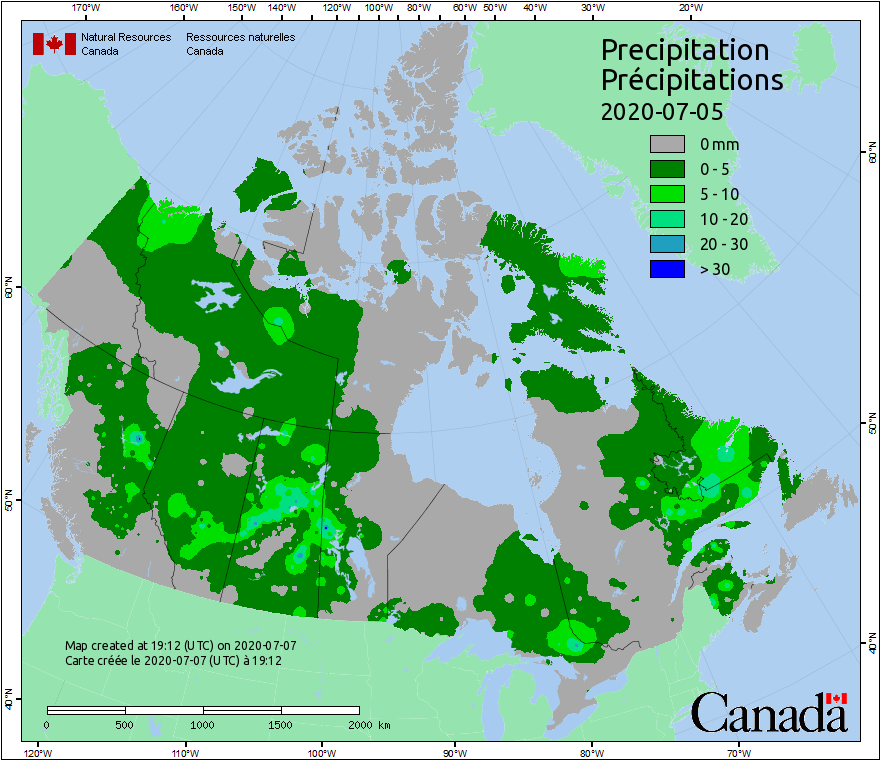 170°W 160°W 150°W 140°W 130°W 120°W 110°W 100°W 90°W 80°W 70°W 60°W 50°W 40°W 30°W 20°W
Natural Resources Ressources naturelles
Canada Canada
Precipitation
Précipitations
2020-07-05
0 mm
0 - 5
5 - 10
10 - 20
20 - 30
> 30
60°N
60°N
50°N
50°N
40°N
40°N
Map created at 19:12 (UTC) on 2020-07-07
Carte créée le 2020-07-07 (UTC) à 19:12
0 500 1000 1500 2000 km
Canada
120°W 110°W 100°W 90°W 80°W 70°W